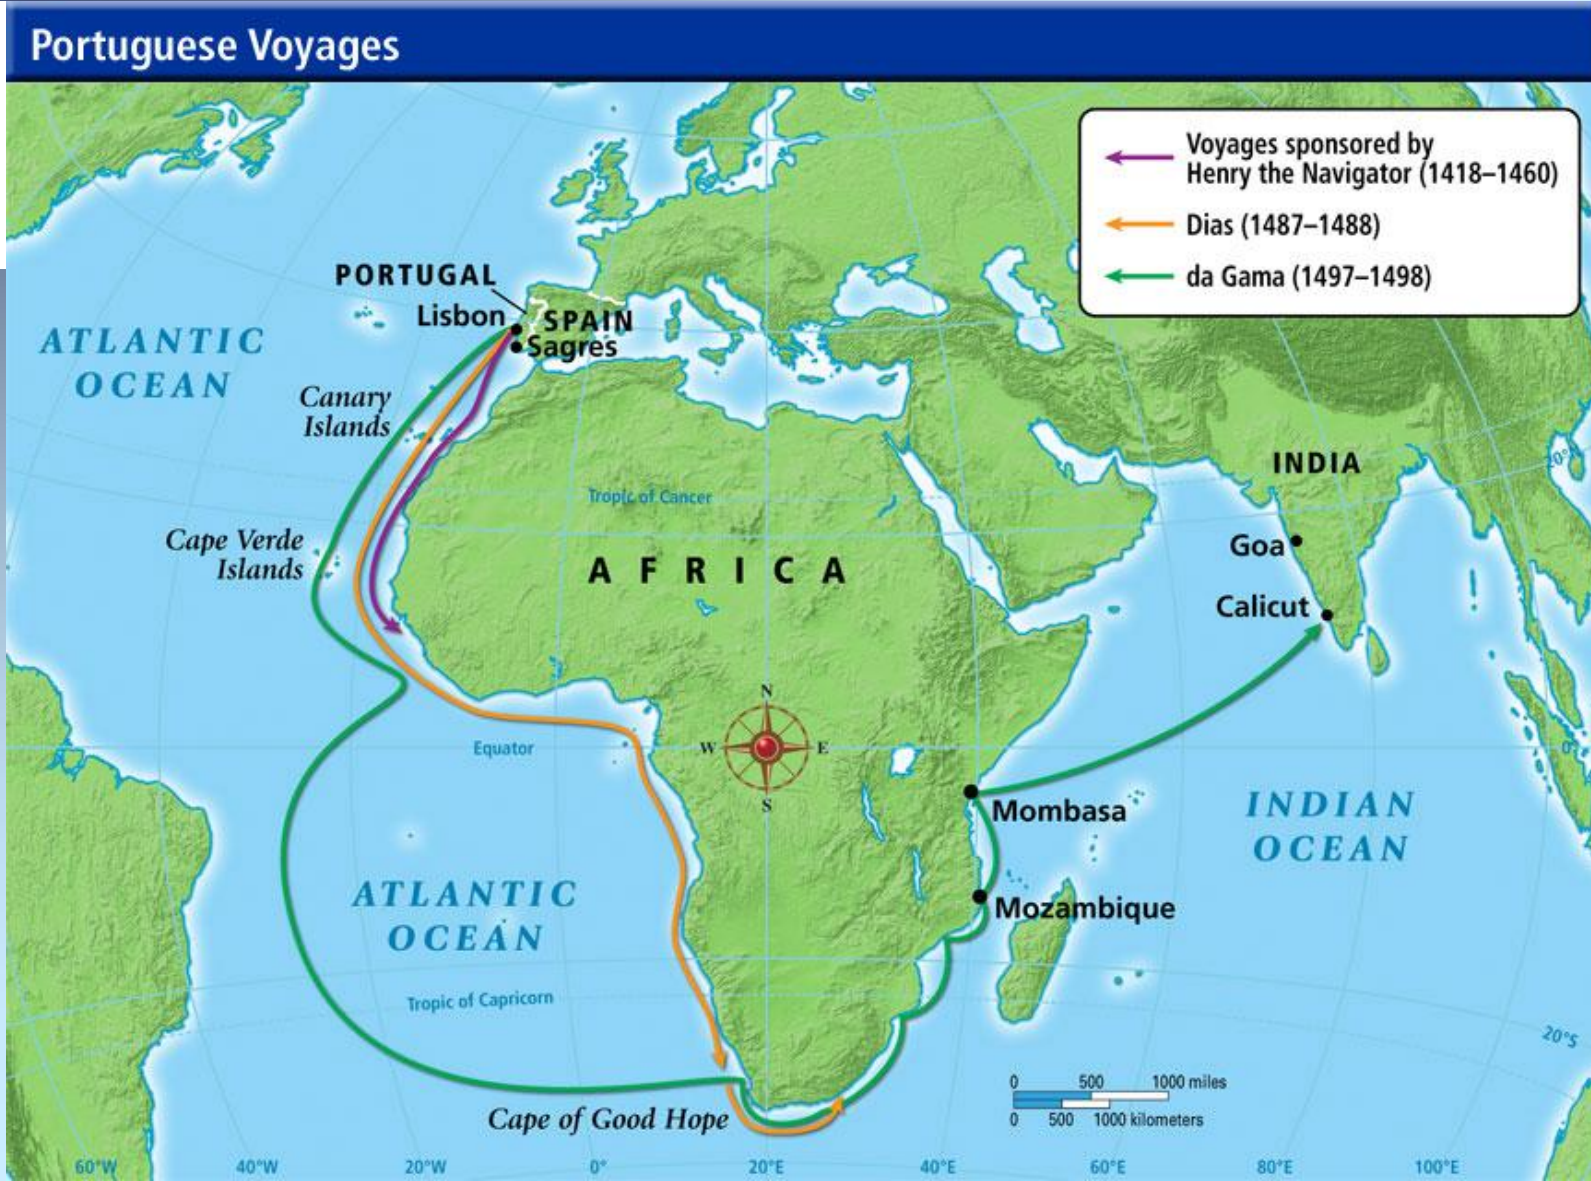 Portuguese Voyages
Voyages sponsored by
Henry the Navigator (1418–1460)
Dias (1487–1488)
da Gama (1497–1498)
PORTUGAL
Lisbon
SPAIN
Sagres
ATLANTIC
OCEAN
Canary
Islands
INDIA
20°N
Tropic of Cancer
Cape Verde
Islands
Goa
AFRICA
Calicut
N
W
E
S
Equator
0°
Mombasa
INDIAN
OCEAN
ATLANTIC
OCEAN
Mozambique
Tropic of Capricorn
20°S
0 500 1000 miles
0 500 1000 kilometers
Cape of Good Hope
60°W 40°W 20°W 0° 20°E 40°E 60°E 80°E 100°E